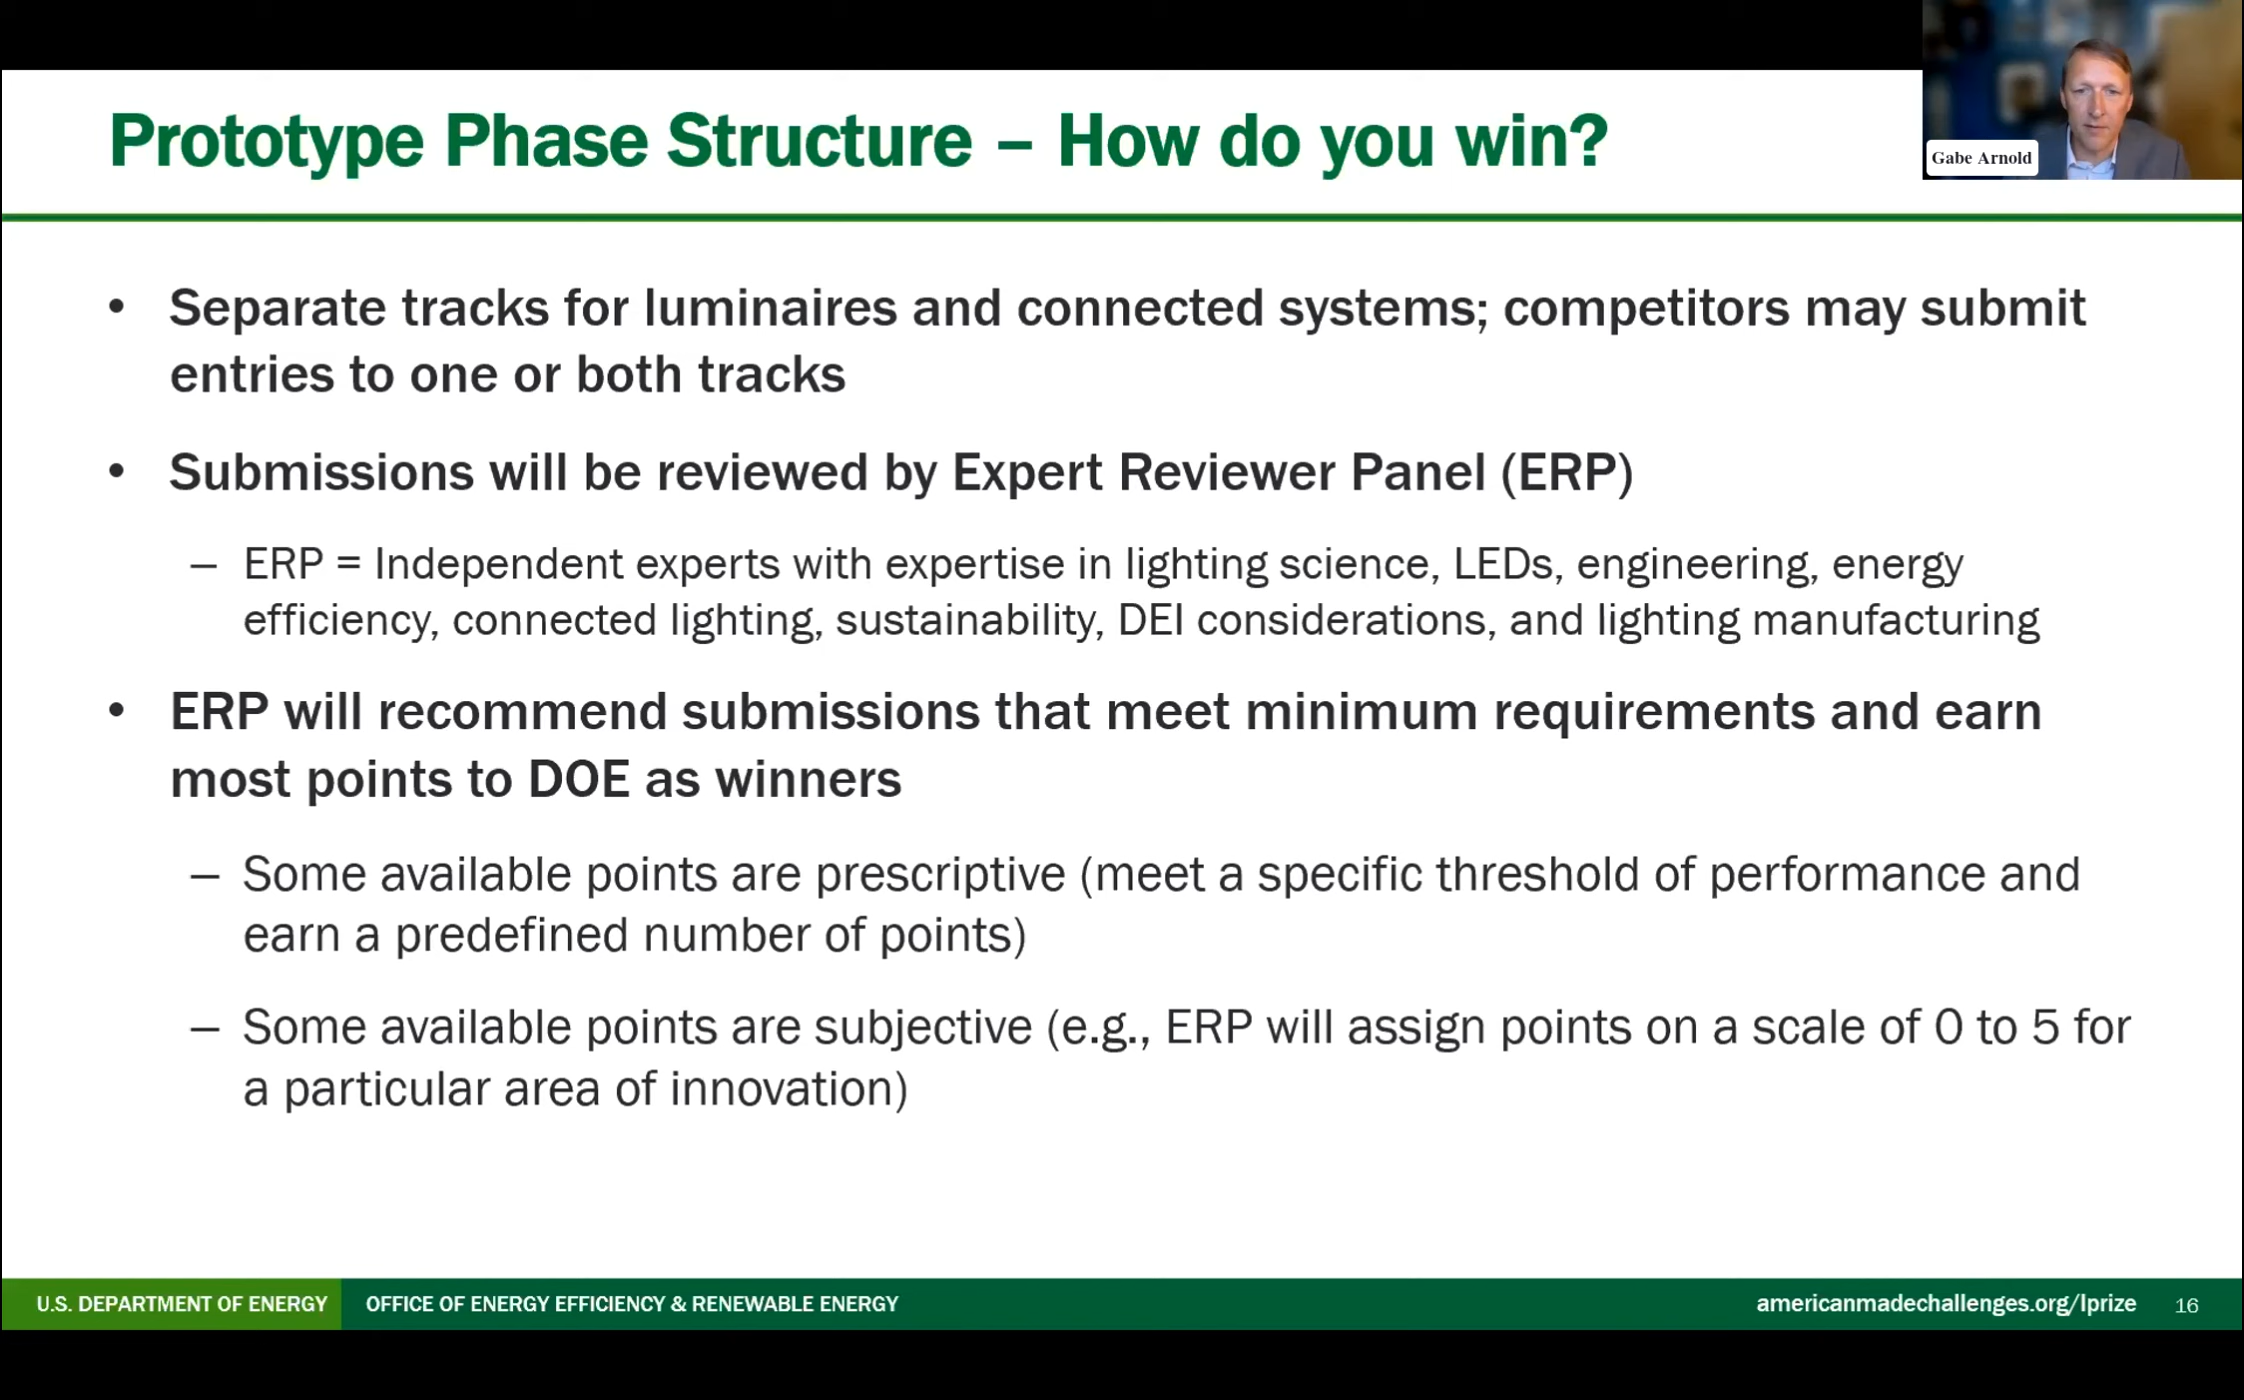 Prototype Phase Structure – How do you win?
Gabe Arnold
• Separate tracks for luminaires and connected systems; competitors may submit
entries to one or both tracks
• Submissions will be reviewed by Expert Reviewer Panel (ERP)
– ERP = Independent experts with expertise in lighting science, LEDs, engineering, energy
efficiency, connected lighting, sustainability, DEI considerations, and lighting manufacturing
• ERP will recommend submissions that meet minimum requirements and earn
most points to DOE as winners
– Some available points are prescriptive (meet a specific threshold of performance and
earn a predefined number of points)
– Some available points are subjective (e.g., ERP will assign points on a scale of 0 to 5 for
a particular area of innovation)
U.S. DEPARTMENT OF ENERGY OFFICE OF ENERGY EFFICIENCY & RENEWABLE ENERGY americanmadechallenges.org/lprize 16